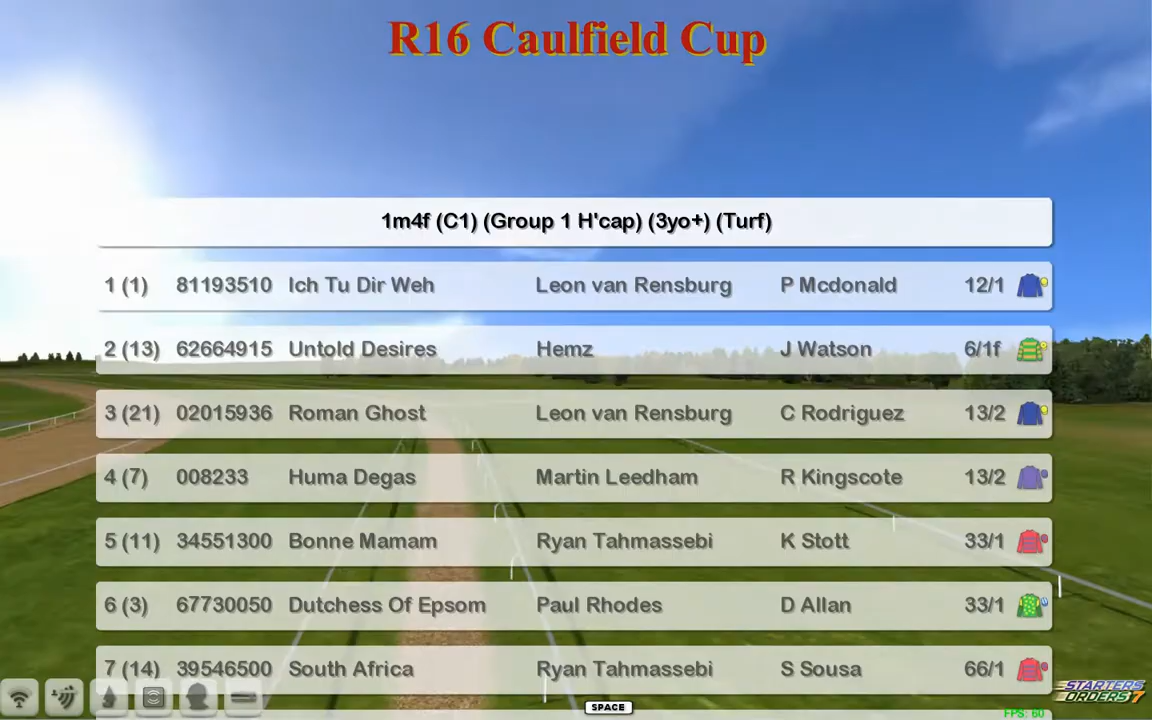 R16 Caulfield Cup
1m4f (C1) (Group 1 H'cap) (3yo+) (Turf)
1 (1) 81193510 Ich Tu Dir Weh Leon van Rensburg P Mcdonald 12/1
2 (13) 62664915 Untold Desires Hemz J Watson 6/1f
3 (21) 02015936 Roman Ghost Leon van Rensburg C Rodriguez 13/2
4 (7) 008233 Huma Degas Martin Leedham R Kingscote 13/2
5 (11) 34551300 Bonne Mamam Ryan Tahmassebi K Stott 33/1
6 (3) 67730050 Dutchess Of Epsom Paul Rhodes D Allan 33/1
7 (14) 39546500 South Africa Ryan Tahmassebi S Sousa 66/1
SPACE
STARTERS ORDERS 7
FPS: 60